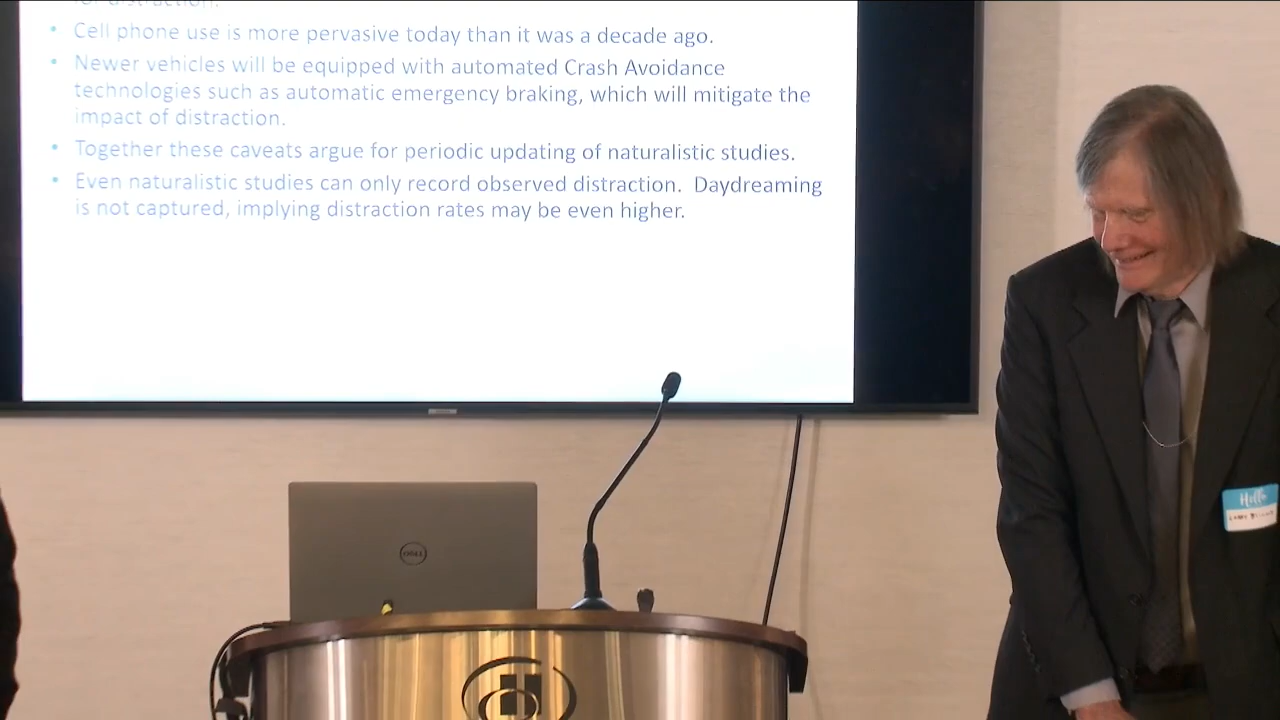 for distraction.
Cell phone use is more pervasive today than it was a decade ago.
Newer vehicles will be equipped with automated Crash Avoidance
technologies such as automatic emergency braking, which will mitigate the
impact of distraction.
Together these caveats argue for periodic updating of naturalistic studies.
Even naturalistic studies can only record observed distraction.  Daydreaming
is not captured, implying distraction rates may be even higher.
DELL
Hello